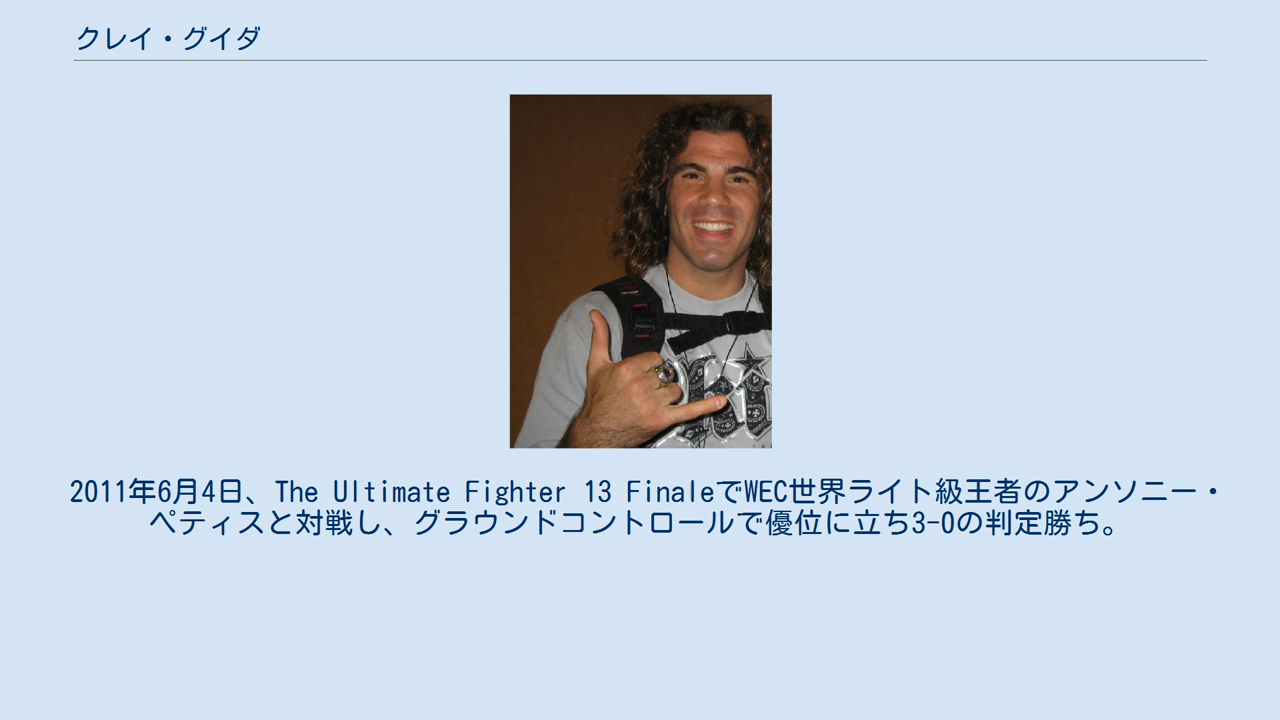 クレイ・グイダ
2011年6月4日、The Ultimate Fighter 13 FinaleでWEC世界ライト級王者のアンソニー・
ペティスと対戦し、グラウンドコントロールで優位に立ち3-0の判定勝ち。